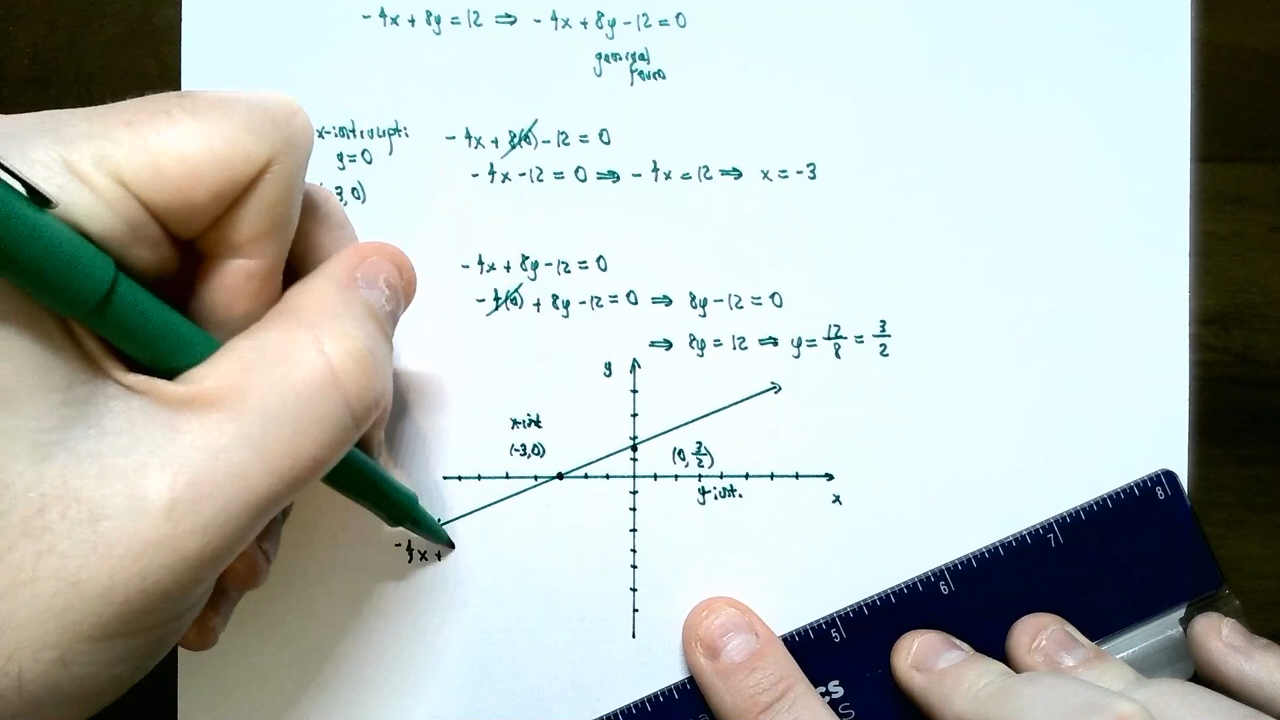 -4x + 8y = 12 ⇒ -4x + 8y - 12 = 0
general
form
x-intercept:
y=0
3,0)
-4x + 8(0) - 12 = 0
-4x - 12 = 0 ⇒ -4x = 12 ⇒ x = -3
-4x + 8y - 12 = 0
-4(0) + 8y - 12 = 0 ⇒ 8y - 12 = 0
⇒ 8y = 12 ⇒ y = 12/8 = 3/2
y
x-int
(-3,0)
(0, 3/2)
y-int.
x
-4x +
5 6 7 8